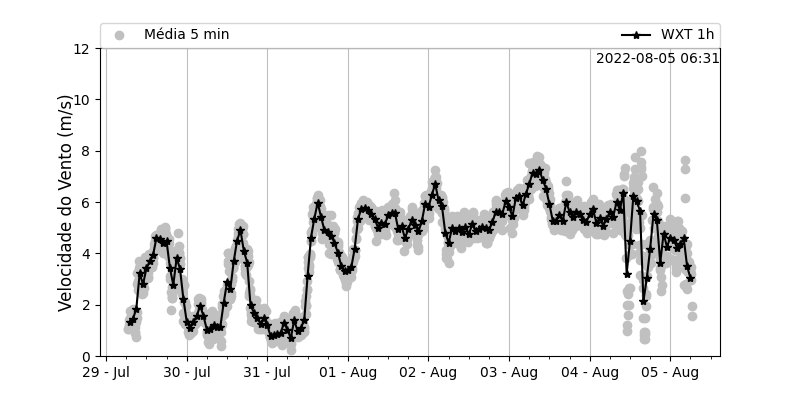 Média 5 min
WXT 1h
2022-08-05 06:31
Velocidade do Vento (m/s)
12
10
8
6
4
2
0
29 - Jul 30 - Jul 31 - Jul 01 - Aug 02 - Aug 03 - Aug 04 - Aug 05 - Aug